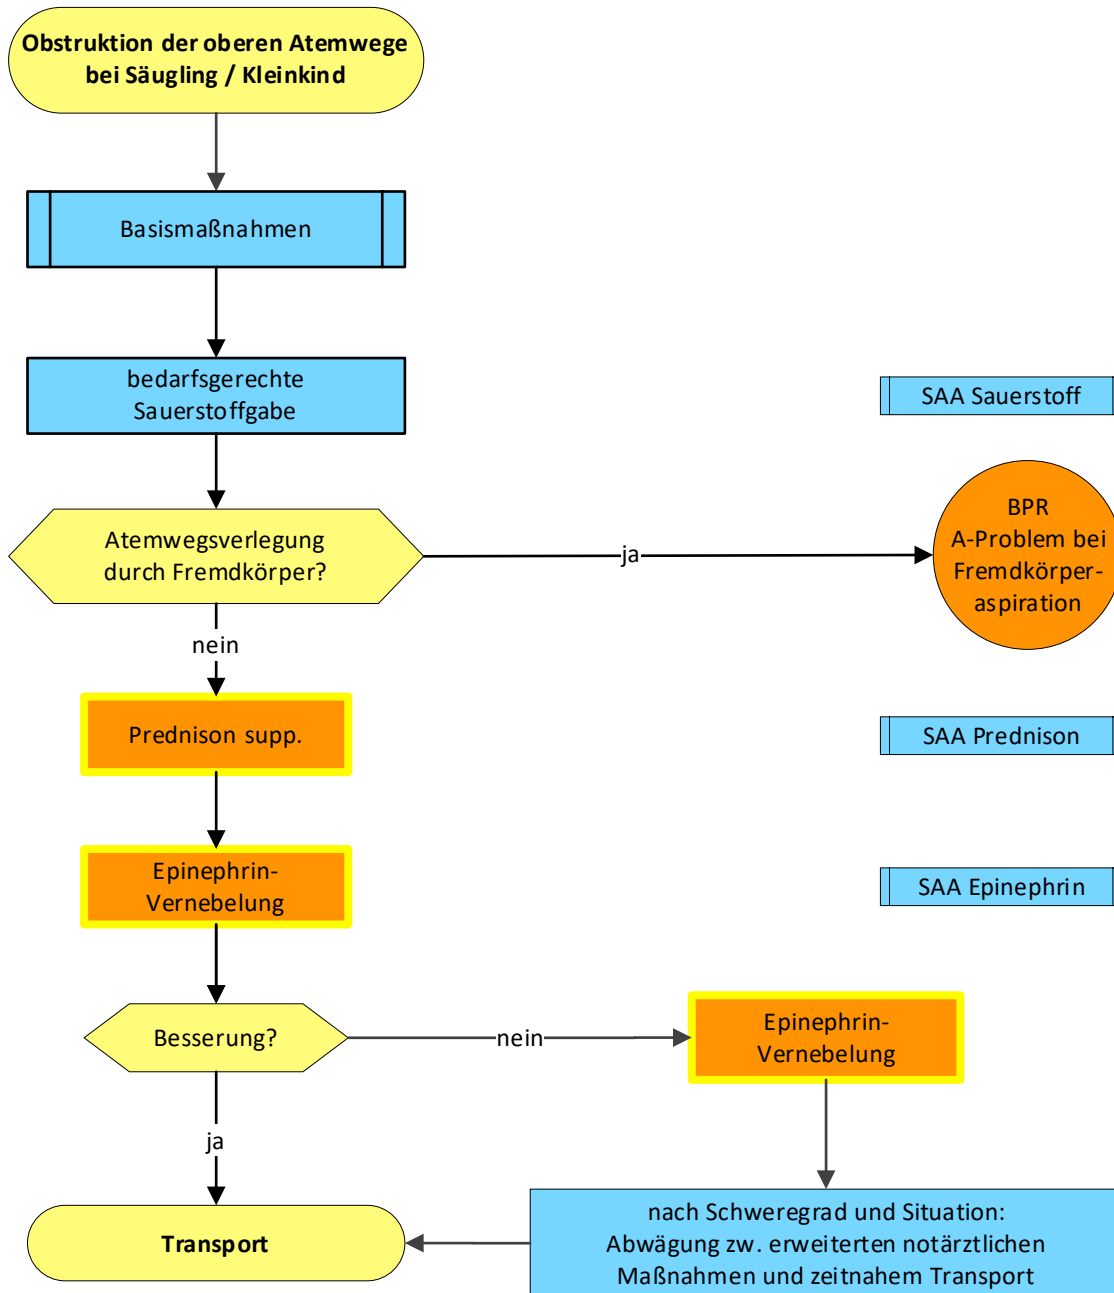 Obstruktion der oberen Atemwege
bei Säugling / Kleinkind
Basismaßnahmen
bedarfsgerechte
Sauerstoffgabe
SAA Sauerstoff
Atemwegsverlegung
durch Fremdkörper?
ja
BPR
A-Problem bei
Fremdkörper-
aspiration
nein
Prednison supp.
SAA Prednison
Epinephrin-
Vernebelung
SAA Epinephrin
Besserung?
nein
Epinephrin-
Vernebelung
ja
Transport
nach Schweregrad und Situation:
Abwägung zw. erweiterten notärztlichen
Maßnahmen und zeitnahem Transport